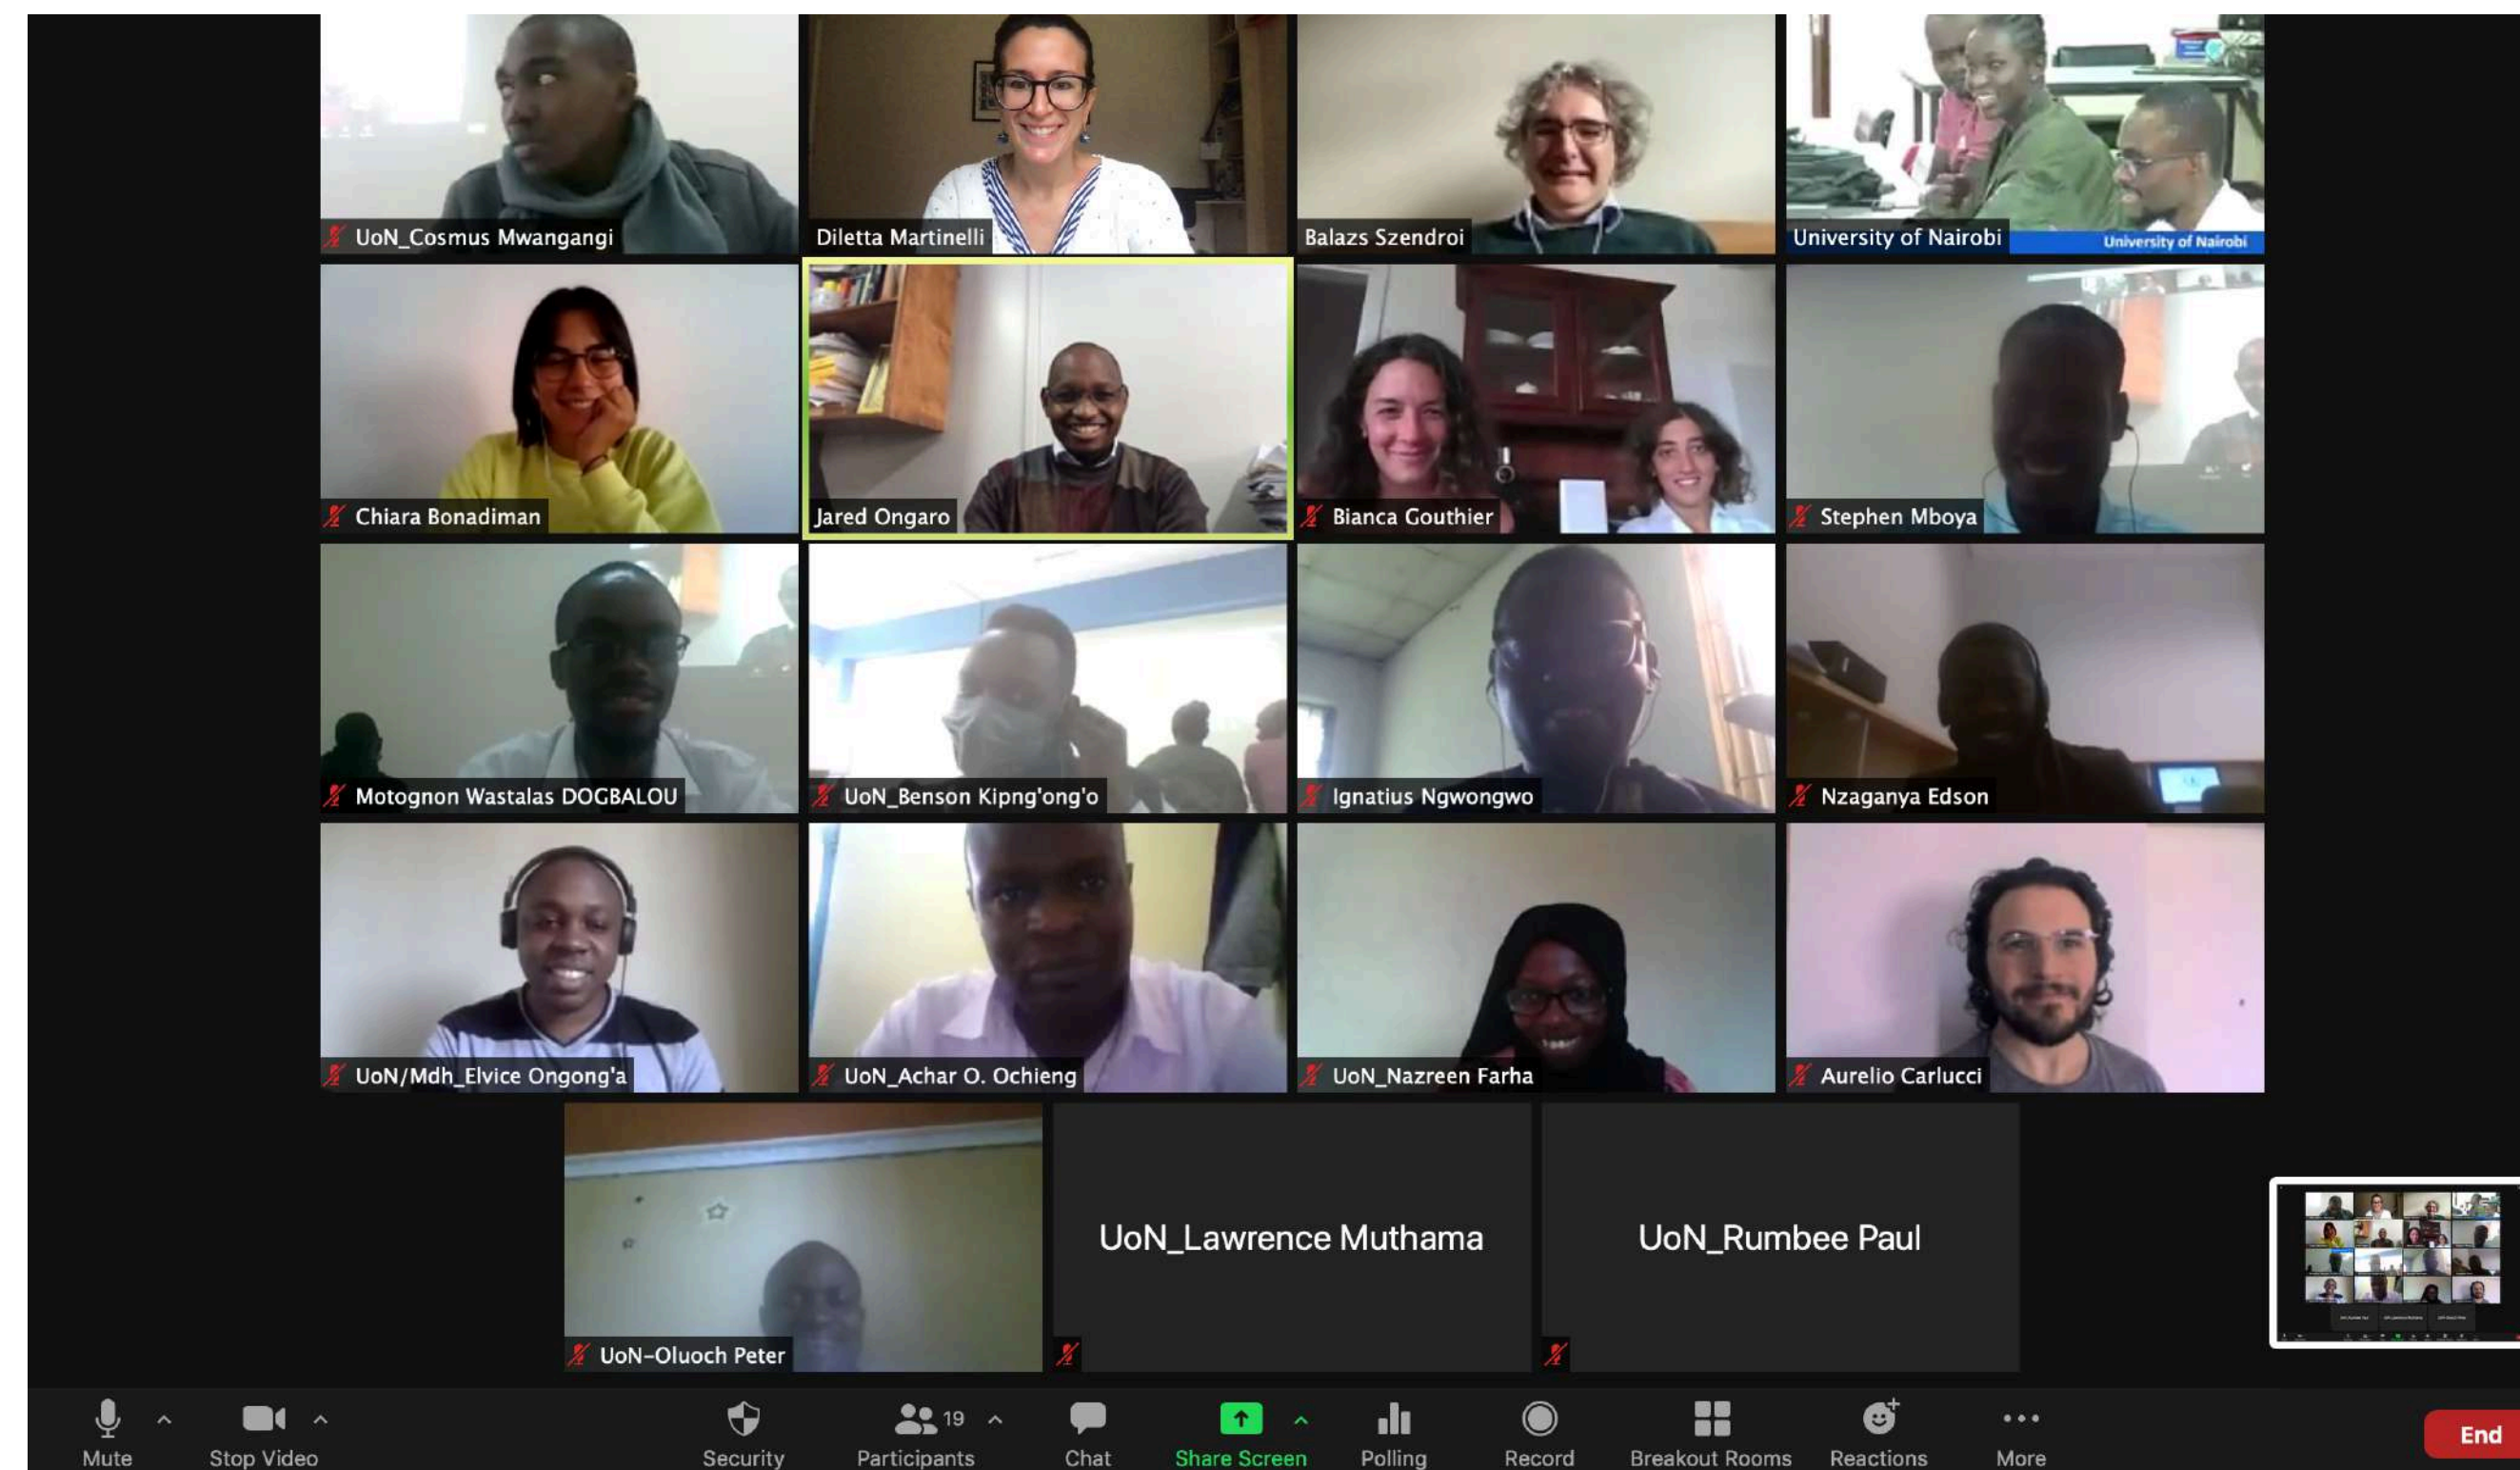 UoN_Cosmus Mwangangi
Diletta Martinelli
Balazs Szendroi
University of Nairobi
University of Nairobi
Chiara Bonadiman
Jared Ongaro
Bianca Gouthier
Stephen Mboya
Motognon Wastalas DOGBALOU
UoN_Benson Kipng'ong'o
Ignatius Ngwongwo
Nzaganya Edson
UoN/Mdh_Elvice Ongong'a
UoN_Achar O. Ochieng
UoN_Nazreen Farha
Aurelio Carlucci
UoN-Oluoch Peter
UoN_Lawrence Muthama
UoN_Rumbee Paul
Mute
Stop Video
Security
19
Participants
Chat
Share Screen
Polling
Record
Breakout Rooms
Reactions
More
End